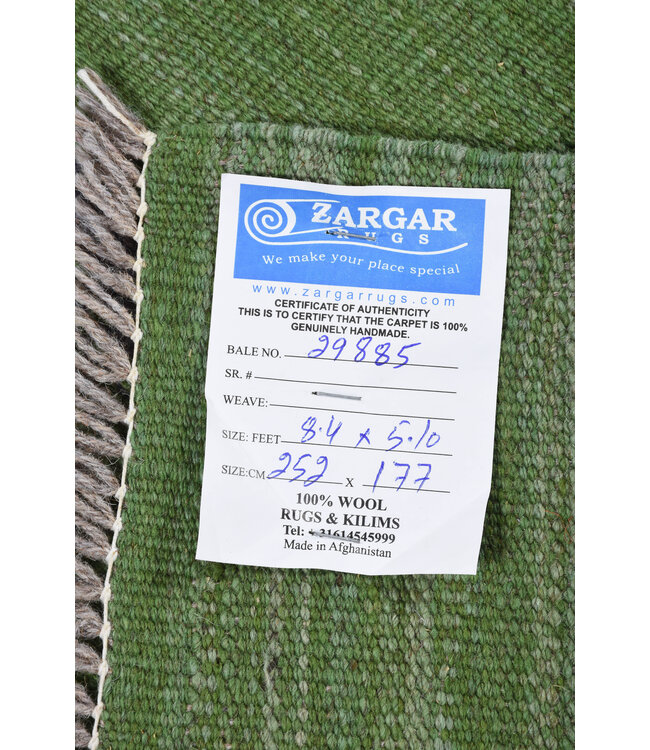 ZARGAR
RUGS
We make your place special
www.zargarrugs.com
CERTIFICATE OF AUTHENTICITY
THIS IS TO CERTIFY THAT THE CARPET IS 100%
GENUINELY HANDMADE.
BALE NO. 29885
SR. #
WEAVE:
SIZE: FEET 8.4 x 5.10
SIZE:CM 252 X 177
100% WOOL
RUGS & KILIMS
Tel: +31614545999
Made in Afghanistan